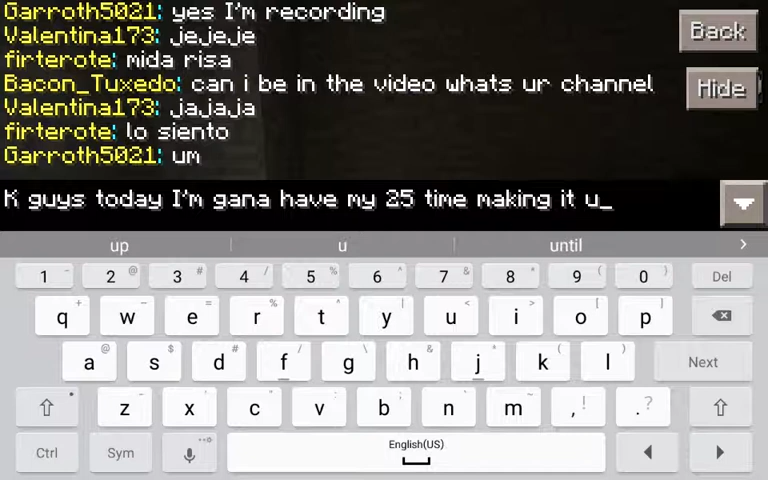 Garroth5021: yes I'm recording
Back
Valentina173: jejeje
firterote: mida risa
Bacon_Tuxedo: can i be in the video whats ur channel
Hide
Valentina173: jajaja
firterote: lo siento
Garroth5021: um
K guys today I'm gana have my 25 time making it u_
up u until >
1 - 2 @ 3 # 4 / 5 % 6 ^ 7 & 8 * 9 ( 0 ) Del
q + w - e = r % t ^ y | u < i > o [ p ]
a @ s $ d # f / g \ h & j * k ( l ) Next
z x c v b n m , ! . ?
Ctrl Sym English(US)